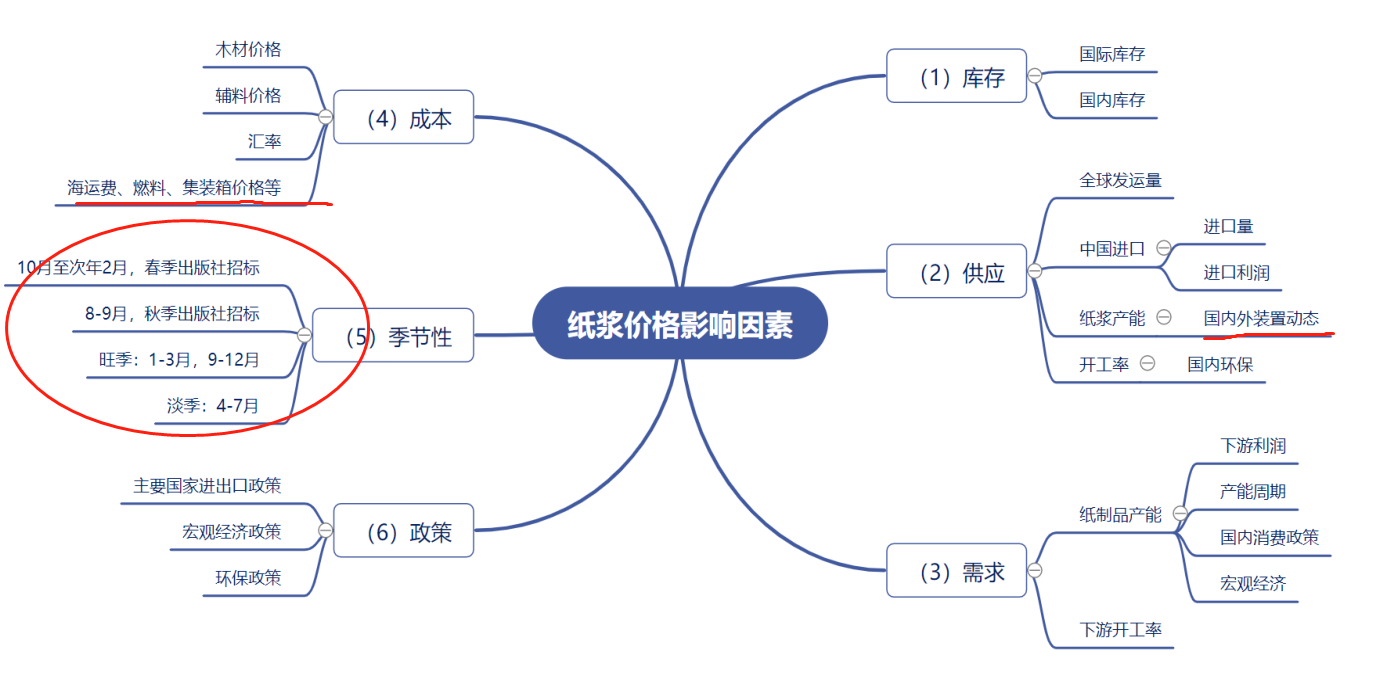 纸浆价格影响因素
（1）库存
国际库存
国内库存
（2）供应
全球发运量
中国进口
进口量
进口利润
纸浆产能
国内外装置动态
开工率
国内环保
（3）需求
纸制品产能
下游利润
产能周期
国内消费政策
宏观经济
下游开工率
（4）成本
木材价格
辅料价格
汇率
海运费、燃料、集装箱价格等
（5）季节性
10月至次年2月，春季出版社招标
8-9月，秋季出版社招标
旺季：1-3月，9-12月
淡季：4-7月
（6）政策
主要国家进出口政策
宏观经济政策
环保政策